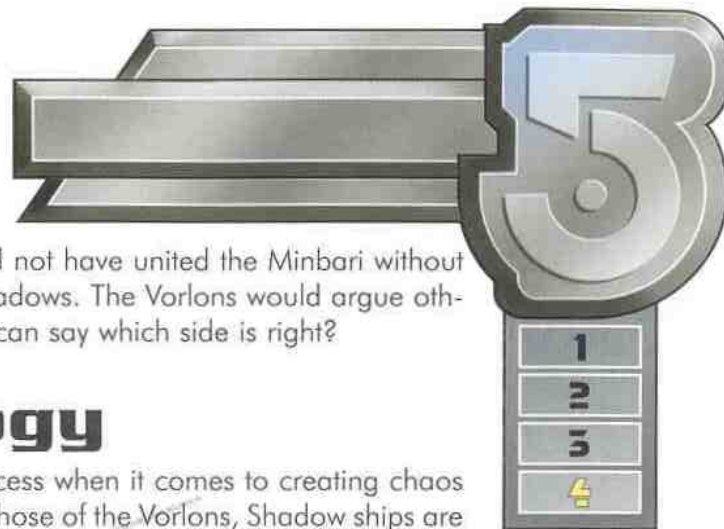 5
not have united the Minbari without
adows. The Vorlons would argue oth-
can say which side is right?
1
2
3
4
ogy
cess when it comes to creating chaos
hose of the Vorlons, Shadow ships are